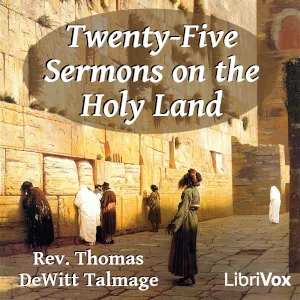 Twenty-Five
Sermons on the
Holy Land
Rev. Thomas
DeWitt Talmage
LibriVox